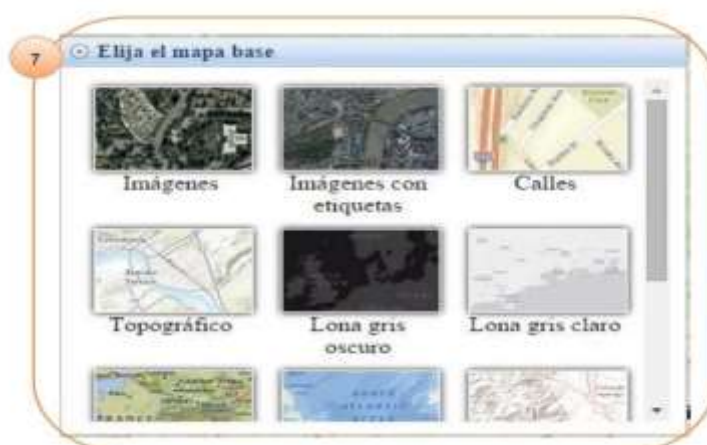 7
Elija el mapa base
Imágenes
Imágenes con
etiquetas
Calles
Topográfico
Lona gris
oscuro
Lona gris claro